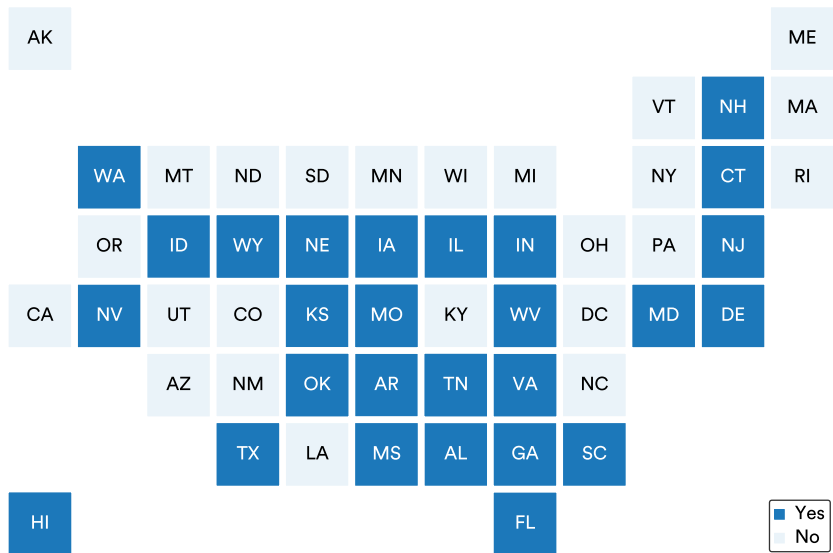 AK ME
VT NH MA
WA MT ND SD MN WI MI NY CT RI
OR ID WY NE IA IL IN OH PA NJ
CA NV UT CO KS MO KY WV DC MD DE
AZ NM OK AR TN VA NC
TX LA MS AL GA SC
HI FL
Yes
No